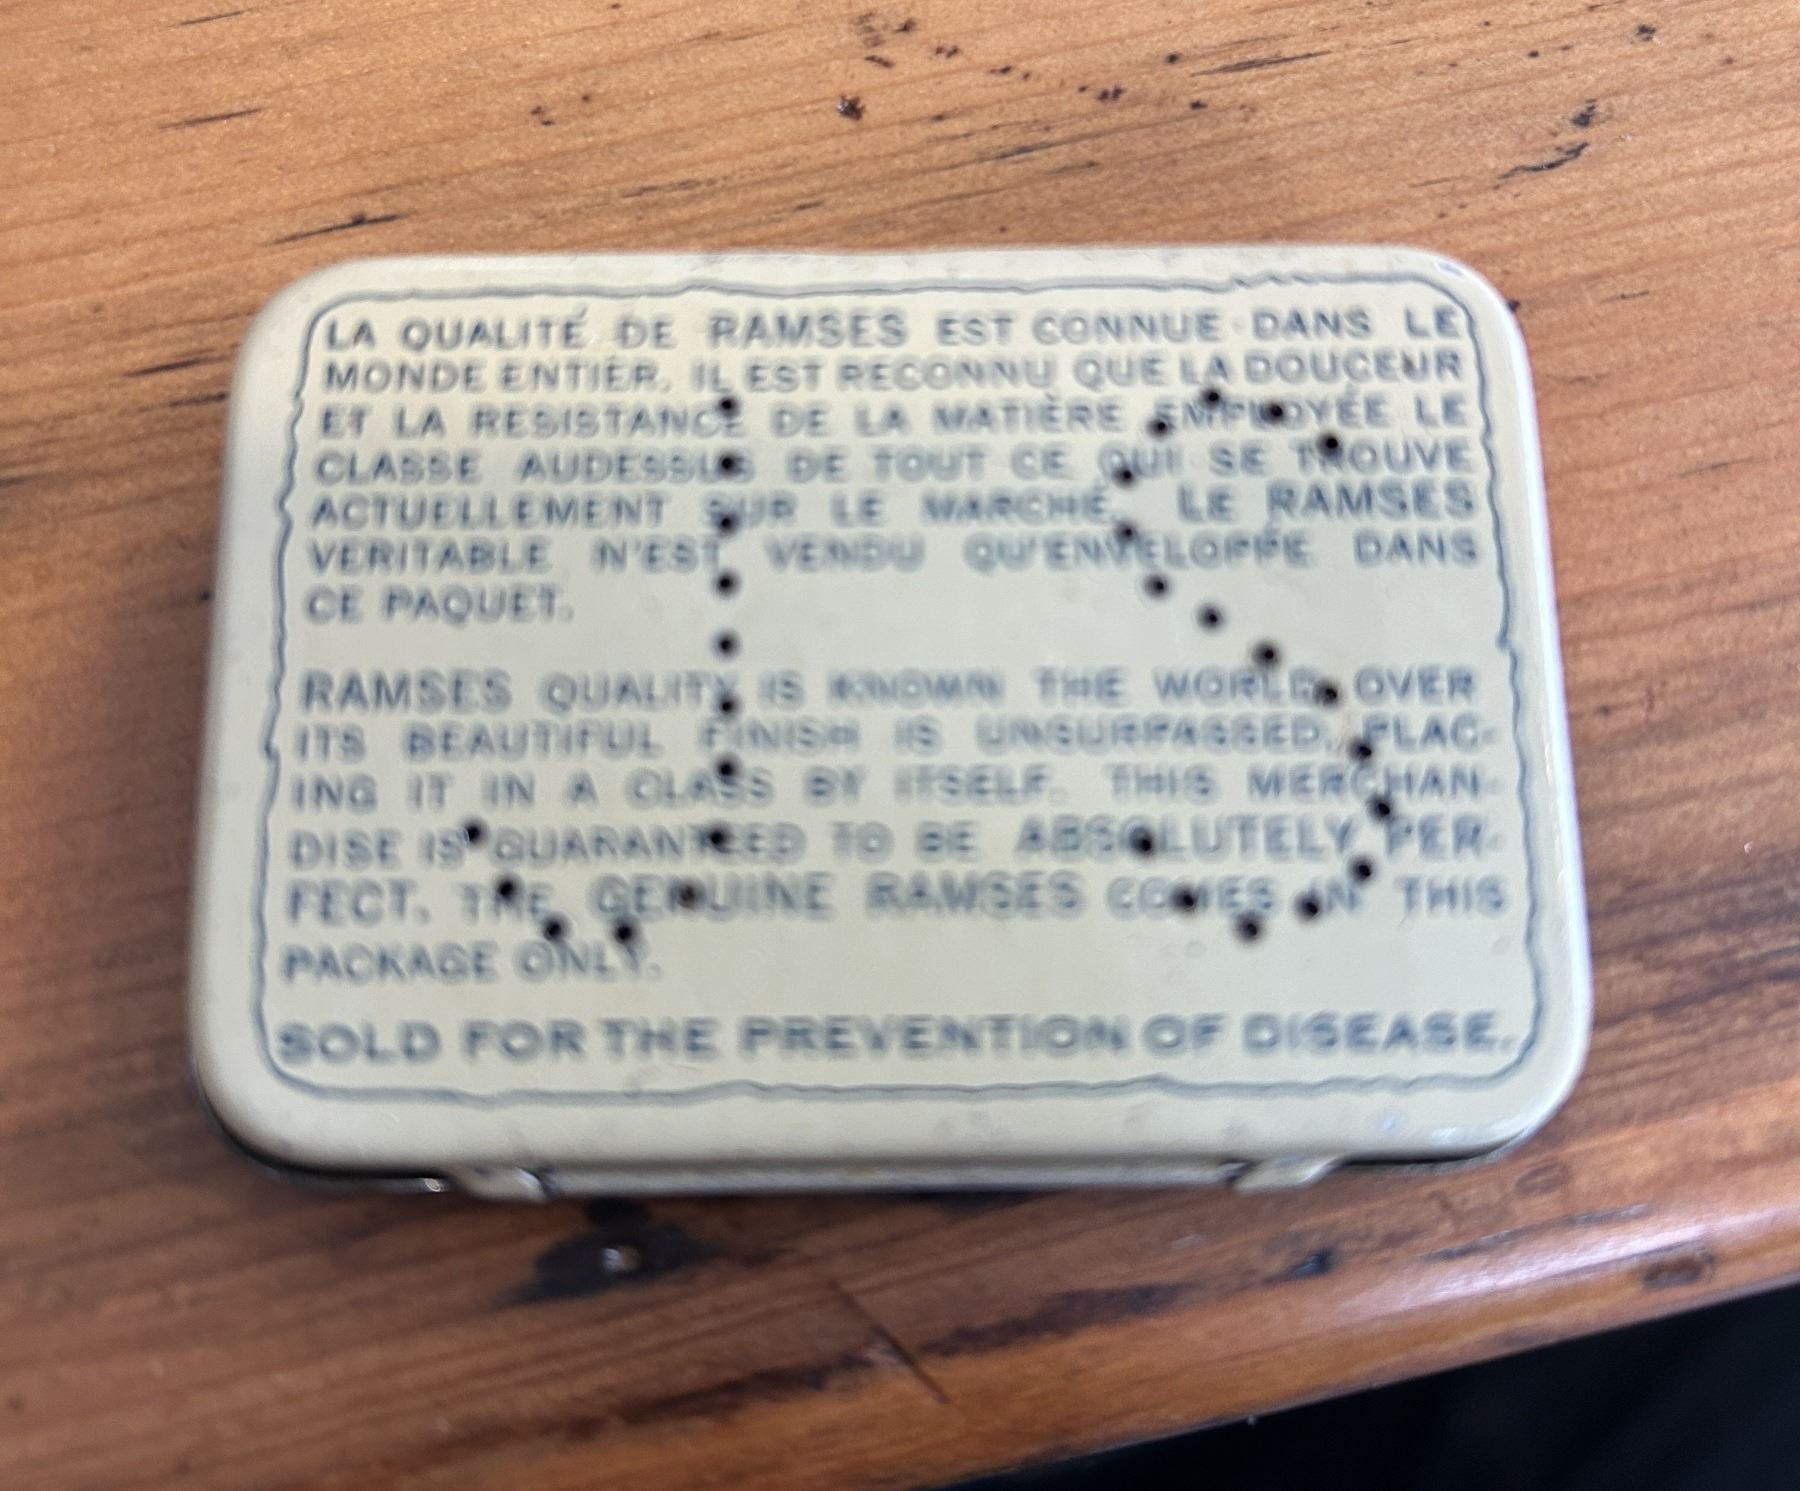 LA QUALITÉ DE RAMSES EST CONNUE DANS LE
MONDE ENTIER. IL EST RECONNU QUE LA DOUCEUR
ET LA RESISTANCE DE LA MATIÈRE EMPLOYÉE LE
CLASSE AUDESSUS DE TOUT CE QUI SE TROUVE
ACTUELLEMENT SUR LE MARCHÉ. LE RAMSES
VERITABLE N'EST VENDU QU'ENVELOPPÉ DANS
CE PAQUET.
RAMSES QUALITY IS KNOWN THE WORLD OVER
ITS BEAUTIFUL FINISH IS UNSURPASSED, PLAC-
ING IT IN A CLASS BY ITSELF. THIS MERCHAN-
DISE IS GUARANTEED TO BE ABSOLUTELY PER-
FECT. THE GENUINE RAMSES COMES IN THIS
PACKAGE ONLY.
SOLD FOR THE PREVENTION OF DISEASE.
J S